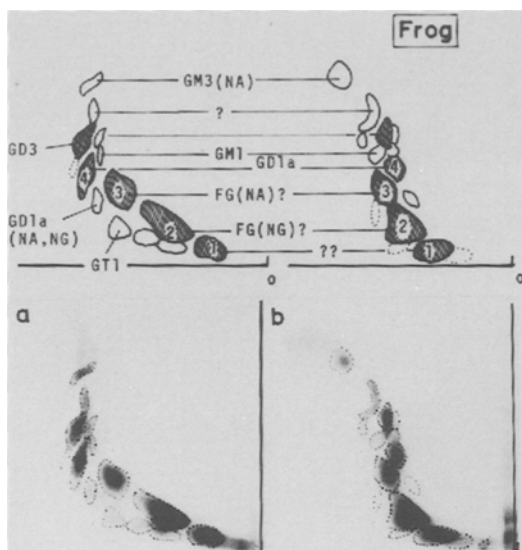 Frog
GM3(NA)
?
GD3
GM1
GD1a
4
3
FG(NA)?
3
4
GD1a
(NA,NG)
2
FG(NG)?
2
GT1
1
??
1
o
o
a
b